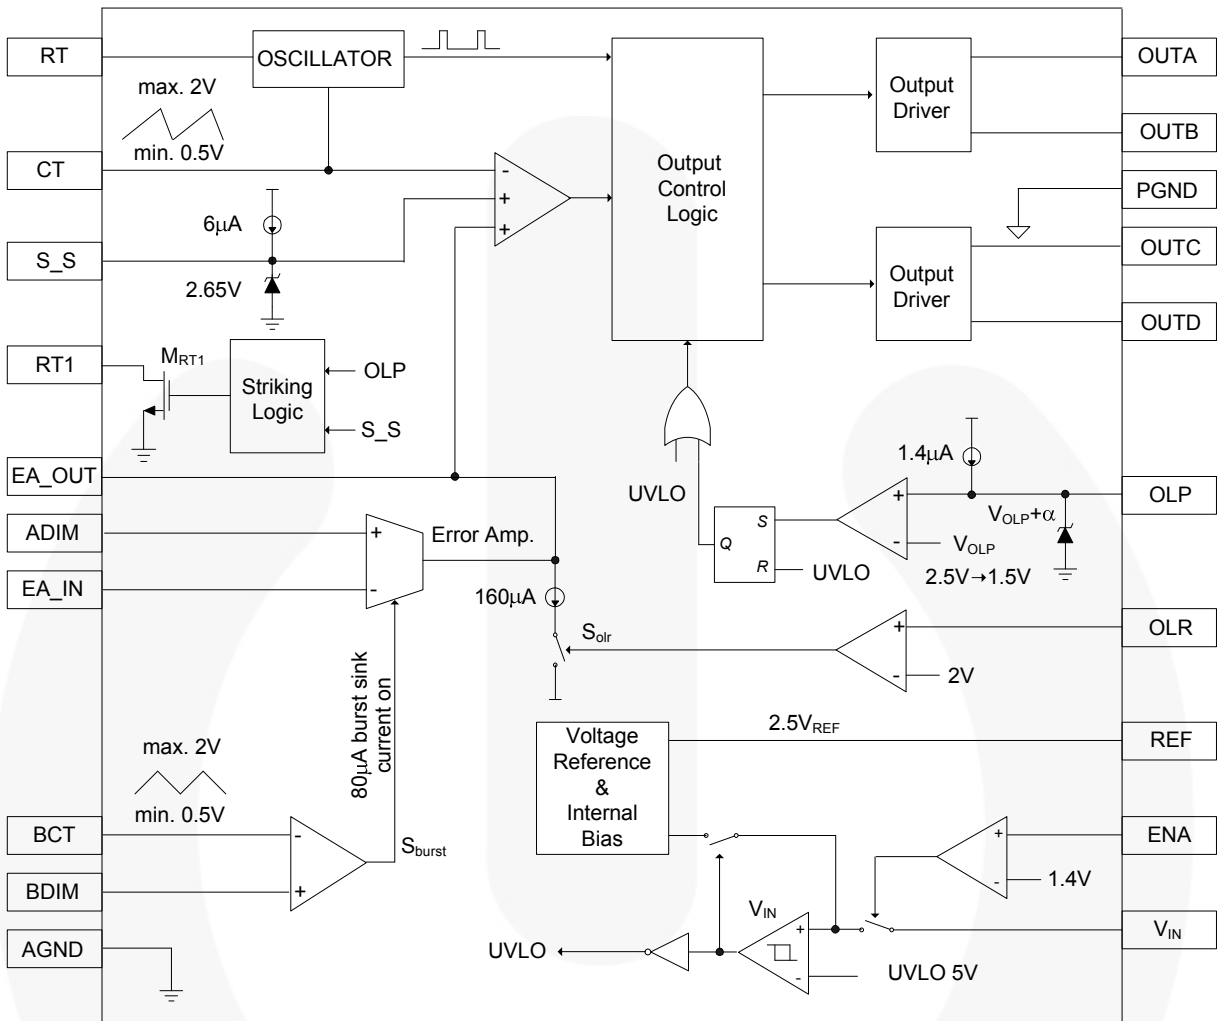 RT
OSCILLATOR
max. 2V
min. 0.5V
CT
6µA
S_S
2.65V
-
+
+
Output
Control
Logic
Output
Driver
OUTA
OUTB
PGND
Output
Driver
OUTC
OUTD
RT1
MRT1
Striking
Logic
OLP
S_S
EA_OUT
ADIM
EA_IN
+
-
Error Amp.
160µA
80µA burst sink
current on
UVLO
Q
S
R
UVLO
1.4µA
+
-
VOLP+α
VOLP
2.5V→1.5V
OLP
Solr
+
-
2V
OLR
Voltage
Reference
&
Internal
Bias
2.5VREF
REF
max. 2V
min. 0.5V
BCT
BDIM
-
+
Sburst
AGND
+
-
1.4V
ENA
VIN
VIN
+
-
UVLO 5V
UVLO